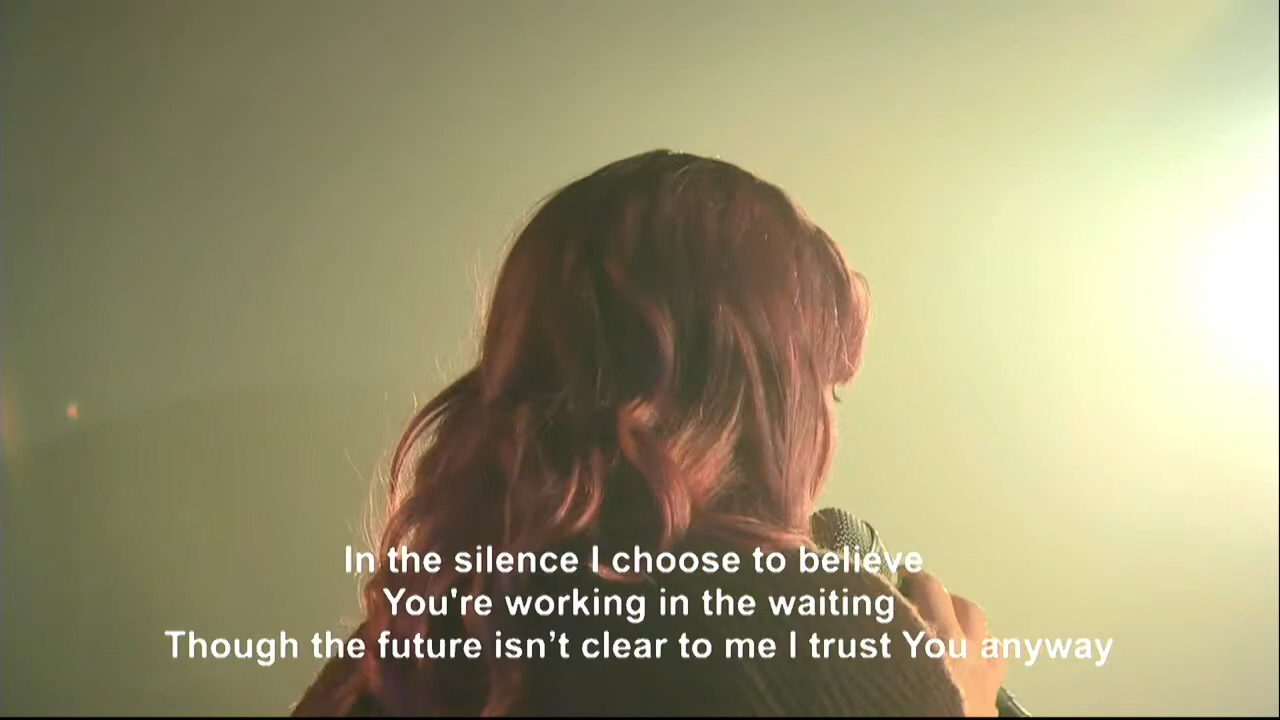 In the silence I choose to believe
You're working in the waiting
Though the future isn’t clear to me I trust You anyway